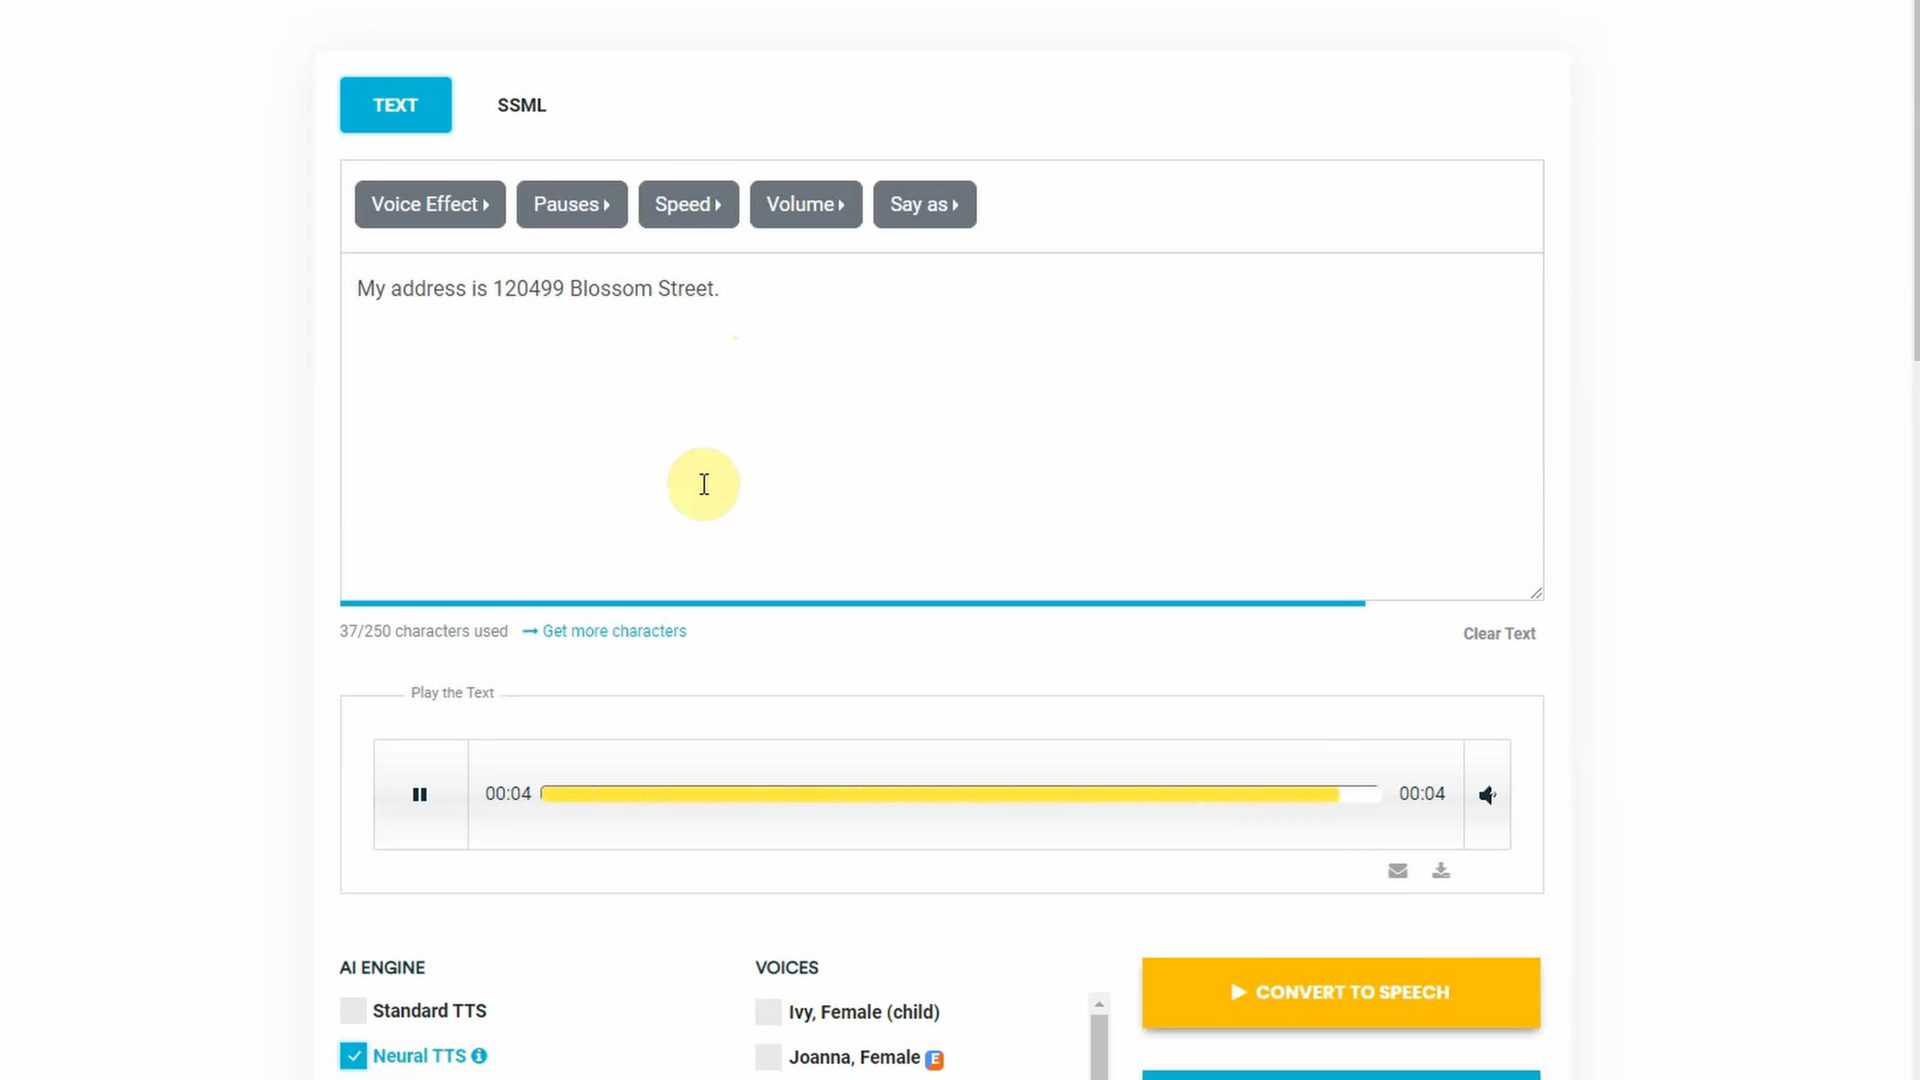 TEXT SSML
Voice Effect Pauses Speed Volume Say as
My address is 120499 Blossom Street.
37/250 characters used Get more characters Clear Text
Play the Text
00:04 00:04
AI ENGINE VOICES
CONVERT TO SPEECH
Standard TTS Ivy, Female (child)
Neural TTS Joanna, Female E